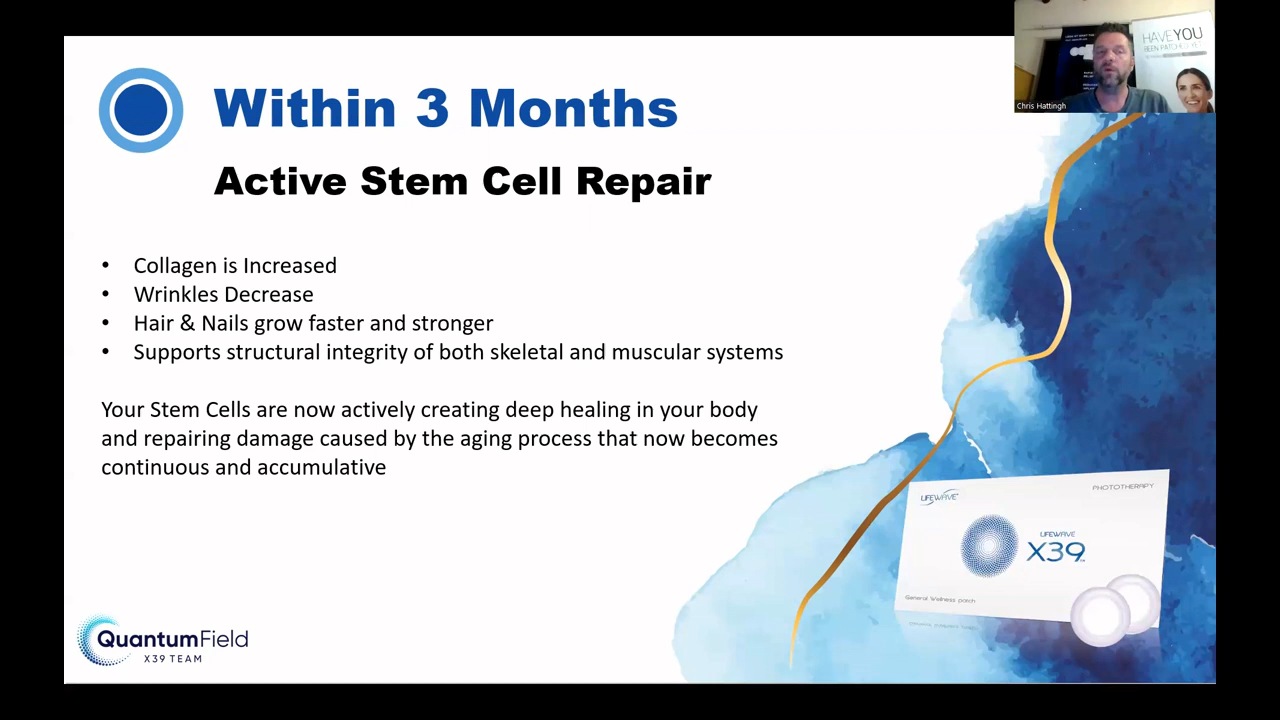 Within 3 Months
Active Stem Cell Repair
• Collagen is Increased
• Wrinkles Decrease
• Hair & Nails grow faster and stronger
• Supports structural integrity of both skeletal and muscular systems
Your Stem Cells are now actively creating deep healing in your body
and repairing damage caused by the aging process that now becomes
continuous and accumulative
QuantumField
X39 TEAM
HAVE YOU
BEEN PATCHED YET
Chris Hattingh
LIFEWAVE
PHOTOTHERAPY
LIFEWAVE
X39
General Wellness patch